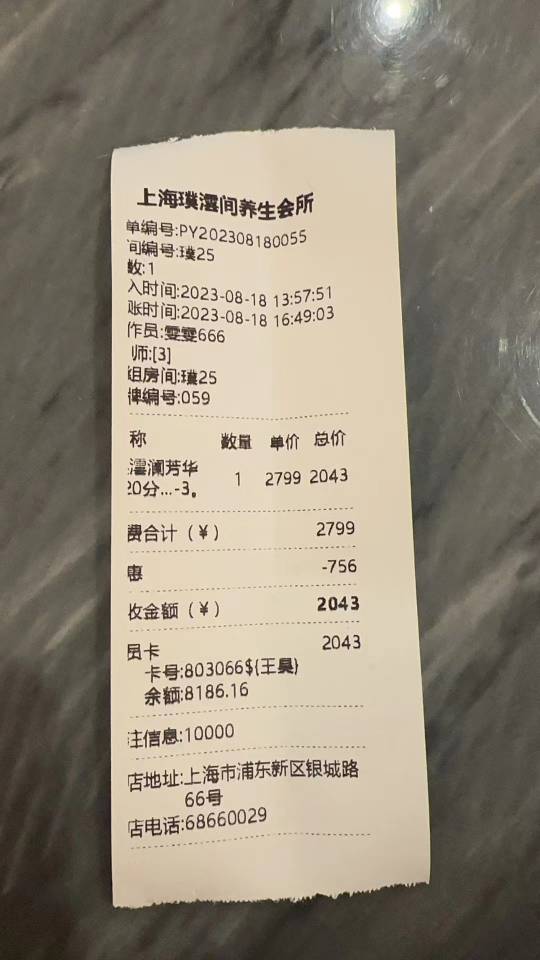 上海璞澐间养生会所
单编号:PY202308180055
间编号:璞25
数:1
入时间:2023-08-18 13:57:51
账时间:2023-08-18 16:49:03
作员:雯雯666
师:[3]
组房间:璞25
牌编号:059
称 数量 单价 总价
澐澜芳华 1 2799 2043
20分...-3。
费合计（¥） 2799
惠 -756
收金额（¥） 2043
员卡 2043
卡号:803066$(王昊)
余额:8186.16
注信息:10000
店地址:上海市浦东新区银城路
66号
店电话:68660029